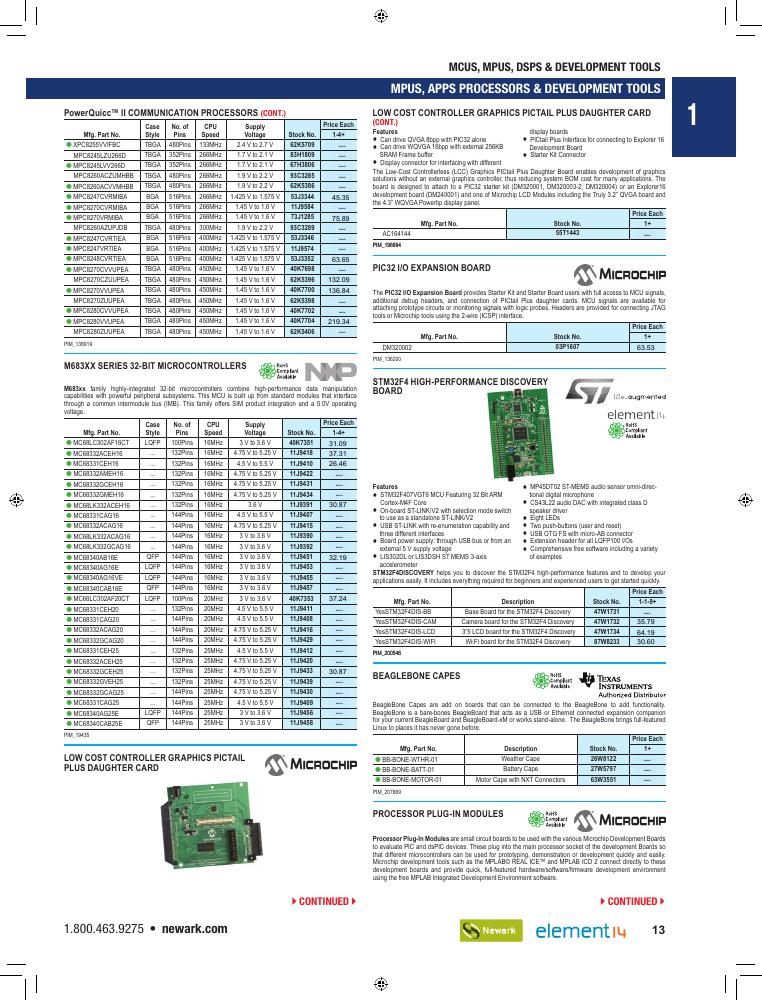 MCUS, MPUS, DSPS & DEVELOPMENT TOOLS
MPUS, APPS PROCESSORS & DEVELOPMENT TOOLS
1
PowerQuicc™ II COMMUNICATION PROCESSORS (CONT.)
Mfg. Part No. Case Style No. of Pins CPU Speed Supply Voltage Stock No. Price Each 1-4+
XPC8255VVIFBC TBGA 480Pins 133MHz 2.4 V to 2.7 V 62K5709 ---
MPC8245LZU266D TBGA 352Pins 266MHz 1.7 V to 2.1 V 83H1809 ---
MPC8245LVV266D TBGA 352Pins 266MHz 1.7 V to 2.1V 67H3806 ---
MPC8260ACZUMHBB TBGA 480Pins 266MHz 1.9 V to 2.2 V 93C3285 ---
MPC8260ACVVMHBB TBGA 480Pins 266MHz 1.9 V to 2.2 V 62K5386 ---
MPC8247CVRMIBA BGA 516Pins 266MHz 1.425 V to 1.575 V 53J3344 45.35
MPC8270CVRMIBA BGA 516Pins 266MHz 1.45 V to 1.6 V 11J9584 ---
MPC8270VRMIBA BGA 516Pins 266MHz 1.45 V to 1.6 V 73J1285 75.89
MPC8260AZUPJDB TBGA 480Pins 300MHz 1.9 V to 2.2 V 93C3289 ---
MPC8247CVRTIEA BGA 516Pins 400MHz 1.425 V to 1.575 V 53J3346 ---
MPC8247VRTIEA BGA 516Pins 400MHz 1.425 V to 1.575 V 11J9574 ---
MPC8248CVRTIEA BGA 516Pins 400MHz 1.425 V to 1.575 V 53J3352 63.65
MPC8270CVVUPEA TBGA 480Pins 450MHz 1.45 V to 1.6 V 40K7698 ---
MPC8270CZUUPEA TBGA 480Pins 450MHz 1.45 V to 1.6 V 62K5396 132.09
MPC8270VVUPEA TBGA 480Pins 450MHz 1.45 V to 1.6 V 40K7700 136.84
MPC8270ZUUPEA TBGA 480Pins 450MHz 1.45 V to 1.6 V 62K5398 ---
MPC8280CVVUPEA TBGA 480Pins 450MHz 1.45 V to 1.6 V 40K7702 ---
MPC8280VVUPEA TBGA 480Pins 450MHz 1.45 V to 1.6 V 40K7704 219.34
MPC8280ZUUPEA TBGA 480Pins 450MHz 1.45 V to 1.6 V 62K5406 ---
PIM_136919
M683XX SERIES 32-BIT MICROCONTROLLERS
RoHS Compliant Available
NXP
M683xx family highly-integrated 32-bit microcontrollers combine high-performance data manipulation
capabilities with powerful peripheral subsystems. This MCU is built up from standard modules that interface
through a common intermodule bus (IMB). This family offers SIM product integration and a 5.0V operating
voltage.
Mfg. Part No. Case Style No. of Pins CPU Speed Supply Voltage Stock No. Price Each 1-4+
MC68LC302AF16CT LQFP 100Pins 16MHz 3 V to 3.6 V 40K7351 31.09
MC68332ACEH16 ... 132Pins 16MHz 4.75 V to 5.25 V 11J9418 37.31
MC68331CEH16 ... 132Pins 16MHz 4.5 V to 5.5 V 11J9410 26.46
MC68332AMEH16 ... 132Pins 16MHz 4.75 V to 5.25 V 11J9422 ---
MC68332GCEH16 ... 132Pins 16MHz 4.75 V to 5.25 V 11J9431 ---
MC68332GMEH16 ... 132Pins 16MHz 4.75 V to 5.25 V 11J9434 ---
MC68LK332ACEH16 ... 132Pins 16MHz 3.6 V 11J9391 30.87
MC68331CAG16 ... 144Pins 16MHz 4.5 V to 5.5 V 11J9407 ---
MC68332ACAG16 ... 144Pins 16MHz 4.75 V to 5.25 V 11J9415 ---
MC68LK332ACAG16 ... 144Pins 16MHz 3 V to 3.6 V 11J9390 ---
MC68LK332GCAG16 ... 144Pins 16MHz 3 V to 3.6 V 11J9392 ---
MC68340AB16E QFP 144Pins 16MHz 3 V to 3.6 V 11J9451 32.19
MC68340AG16E LQFP 144Pins 16MHz 3 V to 3.6 V 11J9453 ---
MC68340AG16VE LQFP 144Pins 16MHz 3 V to 3.6 V 11J9455 ---
MC68340CAB16E QFP 144Pins 16MHz 3 V to 3.6 V 11J9457 ---
MC68LC302AF20CT LQFP 100Pins 20MHz 3 V to 3.6 V 40K7353 37.24
MC68331CEH20 ... 132Pins 20MHz 4.5 V to 5.5 V 11J9411 ---
MC68331CAG20 ... 144Pins 20MHz 4.5 V to 5.5 V 11J9408 ---
MC68332ACAG20 ... 144Pins 20MHz 4.75 V to 5.25 V 11J9416 ---
MC68332GCAG20 ... 144Pins 20MHz 4.75 V to 5.25 V 11J9429 ---
MC68331CEH25 ... 132Pins 25MHz 4.5 V to 5.5 V 11J9412 ---
MC68332ACEH25 ... 132Pins 25MHz 4.75 V to 5.25 V 11J9420 ---
MC68332GCEH25 ... 132Pins 25MHz 4.75 V to 5.25 V 11J9433 30.87
MC68332GVEH25 ... 132Pins 25MHz 4.75 V to 5.25 V 11J9439 ---
MC68332GCAG25 ... 144Pins 25MHz 4.75 V to 5.25 V 11J9430 ---
MC68331CAG25 ... 144Pins 25MHz 4.5 V to 5.5 V 11J9409 ---
MC68340AG25E LQFP 144Pins 25MHz 3 V to 3.6 V 11J9456 ---
MC68340CAB25E QFP 144Pins 25MHz 3 V to 3.6 V 11J9458 ---
PIM_19435
LOW COST CONTROLLER GRAPHICS PICTAIL
PLUS DAUGHTER CARD
MICROCHIP
CONTINUED
LOW COST CONTROLLER GRAPHICS PICTAIL PLUS DAUGHTER CARD
(CONT.)
Features
Can drive QVGA 8bpp with PIC32 alone
Can drive WQVGA 16bpp with external 256KB
SRAM Frame buffer
Display connector for interfacing with different
display boards
PICtail Plus Interface for connecting to Explorer 16
Development Board
Starter Kit Connector
The Low-Cost Controllerless (LCC) Graphics PICtail Plus Daughter Board enables development of graphics
solutions without an external graphics controller, thus reducing system BOM cost for many applications. The
board is designed to attach to a PIC32 starter kit (DM320001, DM320003-2, DM320004) or an Explorer16
development board (DM240001) and one of Microchip LCD Modules including the Truly 3.2" QVGA board and
the 4.3" WQVGA Powertip display panel.
Mfg. Part No. Stock No. Price Each 1+
AC164144 55T1443 ---
PIM_196894
PIC32 I/O EXPANSION BOARD
MICROCHIP
The PIC32 I/O Expansion Board provides Starter Kit and Starter Board users with full access to MCU signals,
additional debug headers, and connection of PICtail Plus daughter cards. MCU signals are available for
attaching prototype circuits or monitoring signals with logic probes. Headers are provided for connecting JTAG
tools or Microchip tools using the 2-wire (ICSP) interface.
Mfg. Part No. Stock No. Price Each 1+
DM320002 03P1607 63.53
PIM_136200
STM32F4 HIGH-PERFORMANCE DISCOVERY
BOARD
ST life.augmented
element14
RoHS Compliant Available
Features
STM32F407VGT6 MCU Featuring 32 Bit ARM
Cortex-M4F Core
On-board ST-LINK/V2 with selection mode switch
to use as a standalone ST-LINK/V2
USB ST-LINK with re-enumeration capability and
three different interfaces
Board power supply: through USB bus or from an
external 5 V supply voltage
LIS302DL or LIS3DSH ST MEMS 3-axis
accelerometer
MP45DT02 ST-MEMS audio sensor omni-direc-
tional digital microphone
CS43L22 audio DAC with integrated class D
speaker driver
Eight LEDs
Two push-buttons (user and reset)
USB OTG FS with micro-AB connector
Extension header for all LQFP100 I/Os
Comprehensive free software including a variety
of examples
STM32F4DISCOVERY helps you to discover the STM32F4 high-performance features and to develop your
applications easily. It includes everything required for beginners and experienced users to get started quickly.
Mfg. Part No. Description Stock No. Price Each 1-1-9+
YesSTM32F4DIS-BB Base Board for the STM32F4 Discovery 47W1731 ---
YesSTM32F4DIS-CAM Camera board for the STM32F4 Discovery 47W1732 35.79
YesSTM32F4DIS-LCD 3"5 LCD board for the STM32F4 Discovery 47W1734 64.19
YesSTM32F4DIS-WIFI WiFi board for the STM32F4 Discovery 87W8233 30.60
PIM_200546
BEAGLEBONE CAPES
RoHS Compliant Available
TEXAS INSTRUMENTS
Authorized Distributor
BeagleBone Capes are add on boards that can be connected to the BeagleBone to add functionality.
BeagleBone is a bare-bones BeagleBoard that acts as a USB or Ethernet connected expansion companion
for your current BeagleBoard and BeagleBoard-xM or works stand-alone. The BeagleBone brings full-featured
Linux to places it has never gone before.
Mfg. Part No. Description Stock No. Price Each 1+
BB-BONE-WTHR-01 Weather Cape 26W8122 ---
BB-BONE-BATT-01 Battery Cape 27W5797 ---
BB-BONE-MOTOR-01 Motor Cape with NXT Connectors 63W3551 ---
PIM_207669
PROCESSOR PLUG-IN MODULES
RoHS Compliant Available
MICROCHIP
Processor Plug-In Modules are small circuit boards to be used with the various Microchip Development Boards
to evaluate PIC and dsPIC devices. These plug into the main processor socket of the development boards so
that different microcontrollers can be used for prototyping, demonstration or development quickly and easily.
Microchip development tools such as the MPLAB® REAL ICE™ and MPLAB ICD 2 connect directly to these
development boards and provide quick, full-featured hardware/software/firmware development environment
using the free MPLAB Integrated Development Environment software.
CONTINUED
1.800.463.9275 • newark.com
Newark
element14
13